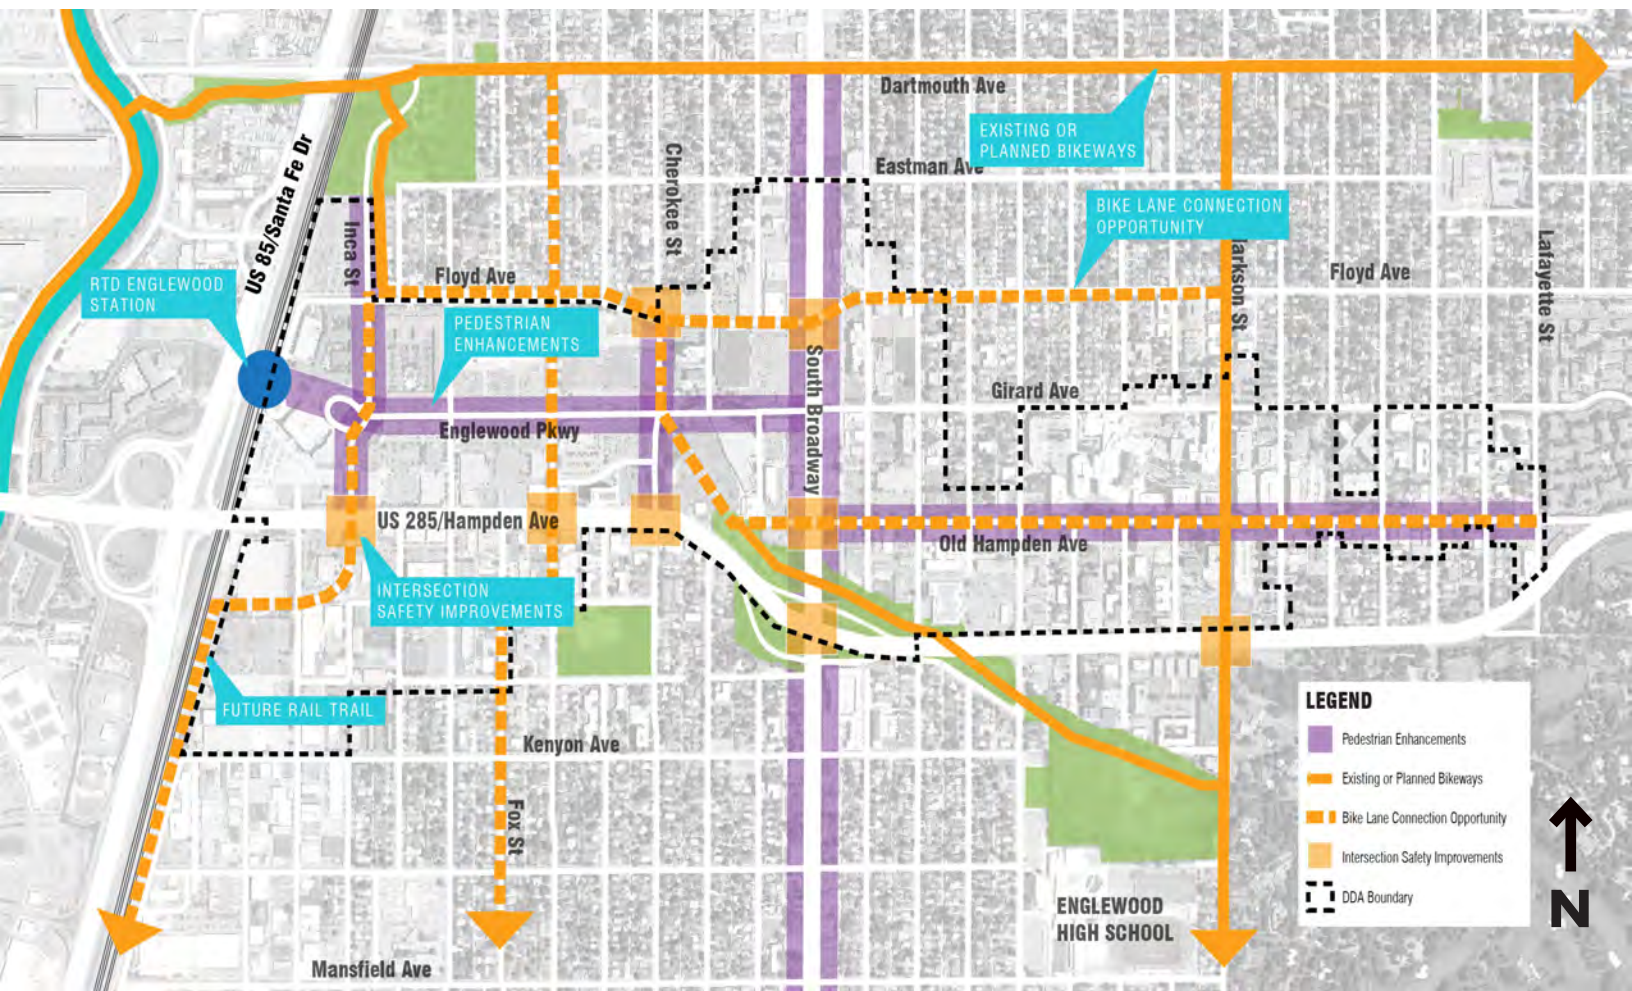 Dartmouth Ave
EXISTING OR
PLANNED BIKEWAYS
Eastman Ave
Cherokee St
US 85/Santa Fe Dr
BIKE LANE CONNECTION
OPPORTUNITY
Inca St
Floyd Ave
larkson St
Floyd Ave
Lafayette St
RTD ENGLEWOOD
STATION
PEDESTRIAN
ENHANCEMENTS
South Broadway
Girard Ave
Englewood Pkwy
US 285/Hampden Ave
Old Hampden Ave
INTERSECTION
SAFETY IMPROVEMENTS
FUTURE RAIL TRAIL
Kenyon Ave
Fox St
ENGLEWOOD
HIGH SCHOOL
Mansfield Ave
LEGEND
Pedestrian Enhancements
Existing or Planned Bikeways
Bike Lane Connection Opportunity
Intersection Safety Improvements
DDA Boundary
N